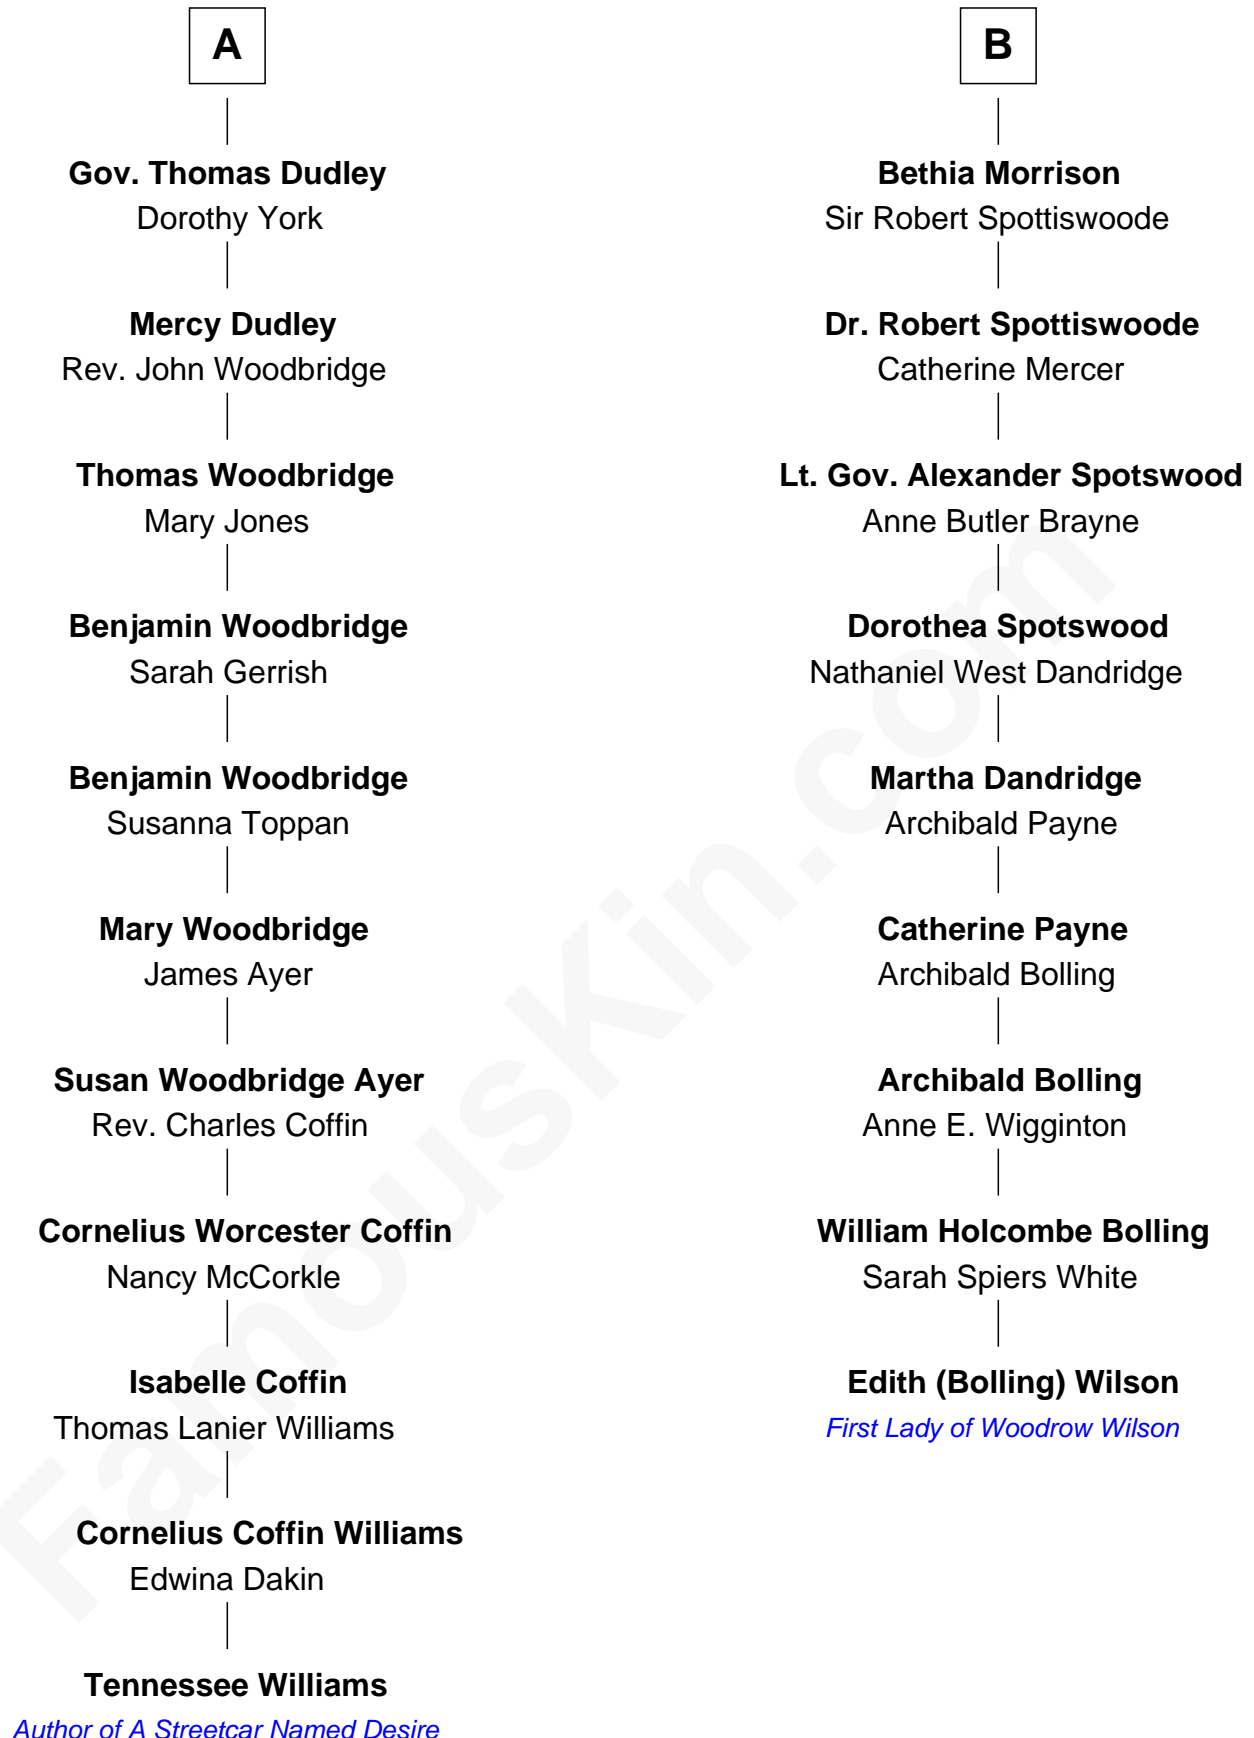 A
Gov. Thomas Dudley
Dorothy York
Mercy Dudley
Rev. John Woodbridge
Thomas Woodbridge
Mary Jones
Benjamin Woodbridge
Sarah Gerrish
Benjamin Woodbridge
Susanna Toppan
Mary Woodbridge
James Ayer
Susan Woodbridge Ayer
Rev. Charles Coffin
Cornelius Worcester Coffin
Nancy McCorkle
Isabelle Coffin
Thomas Lanier Williams
Cornelius Coffin Williams
Edwina Dakin
Tennessee Williams
Author of A Streetcar Named Desire
B
Bethia Morrison
Sir Robert Spottiswoode
Dr. Robert Spottiswoode
Catherine Mercer
Lt. Gov. Alexander Spotswood
Anne Butler Brayne
Dorothea Spotswood
Nathaniel West Dandridge
Martha Dandridge
Archibald Payne
Catherine Payne
Archibald Bolling
Archibald Bolling
Anne E. Wigginton
William Holcombe Bolling
Sarah Spiers White
Edith (Bolling) Wilson
First Lady of Woodrow Wilson
FamousKin.com